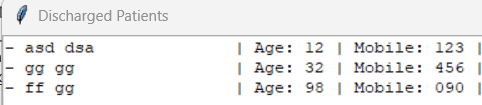 Discharged Patients
- asd dsa | Age: 12 | Mobile: 123 |
- gg gg | Age: 32 | Mobile: 456 |
- ff gg | Age: 98 | Mobile: 090 |